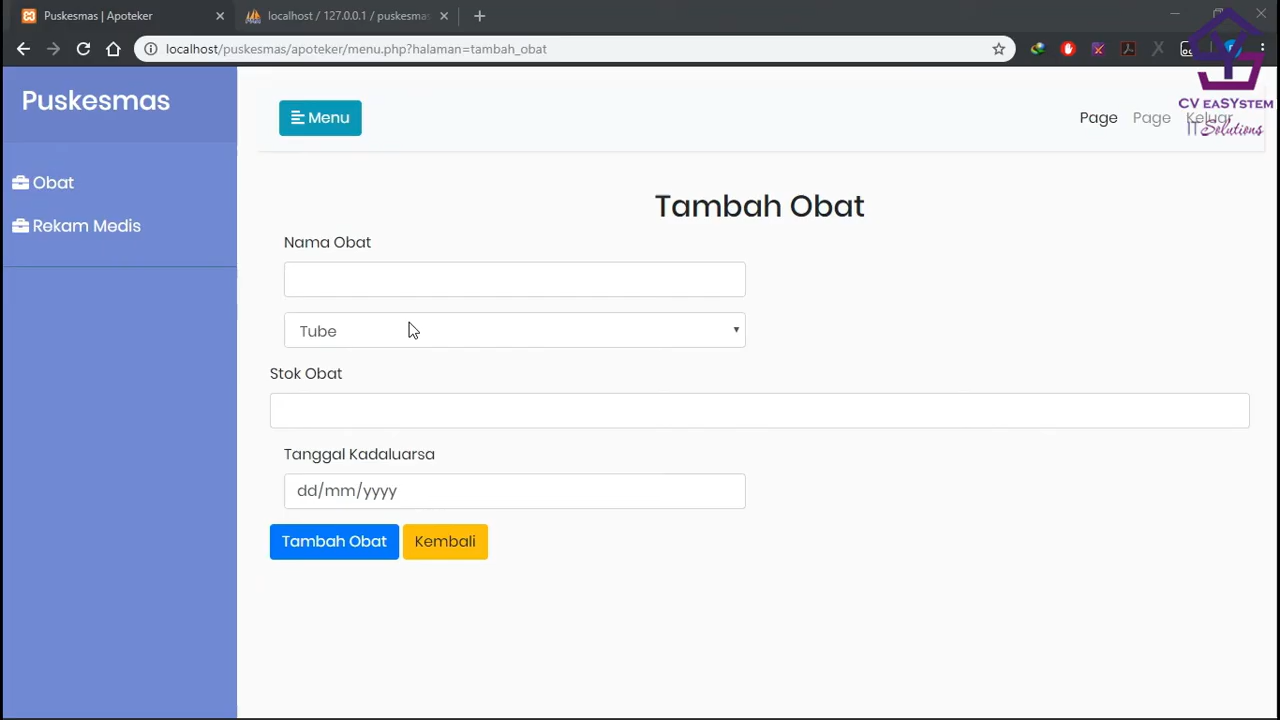 Puskesmas | Apoteker
localhost / 127.0.0.1 / puskesmas
localhost/puskesmas/apoteker/menu.php?halaman=tambah_obat
Puskesmas
Menu
Page
Page
Keluar
CV eaSYstem
IT Solutions
Obat
Rekam Medis
Tambah Obat
Nama Obat
Tube
Stok Obat
Tanggal Kadaluarsa
dd/mm/yyyy
Tambah Obat
Kembali